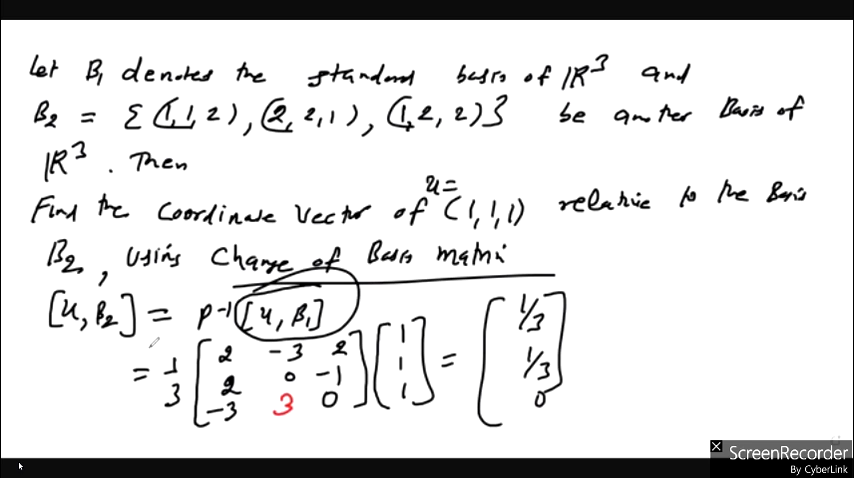 Let B₁ denotes the standard basis of ℝ³ and
B₂ = {(1,1,2), (2,2,1), (1,2,2)} be another Basis of
ℝ³. Then
Find the Coordinate Vector of u= (1,1,1) relative to the Basis
B₂, using Change of Basis matrix
[u, B₂] = P⁻¹ [u, B₁]
= 1/3 [2 -3 2; 2 0 -1; -3 3 0] [1; 1; 1] = [1/3; 1/3; 0]
ScreenRecorder
By CyberLink